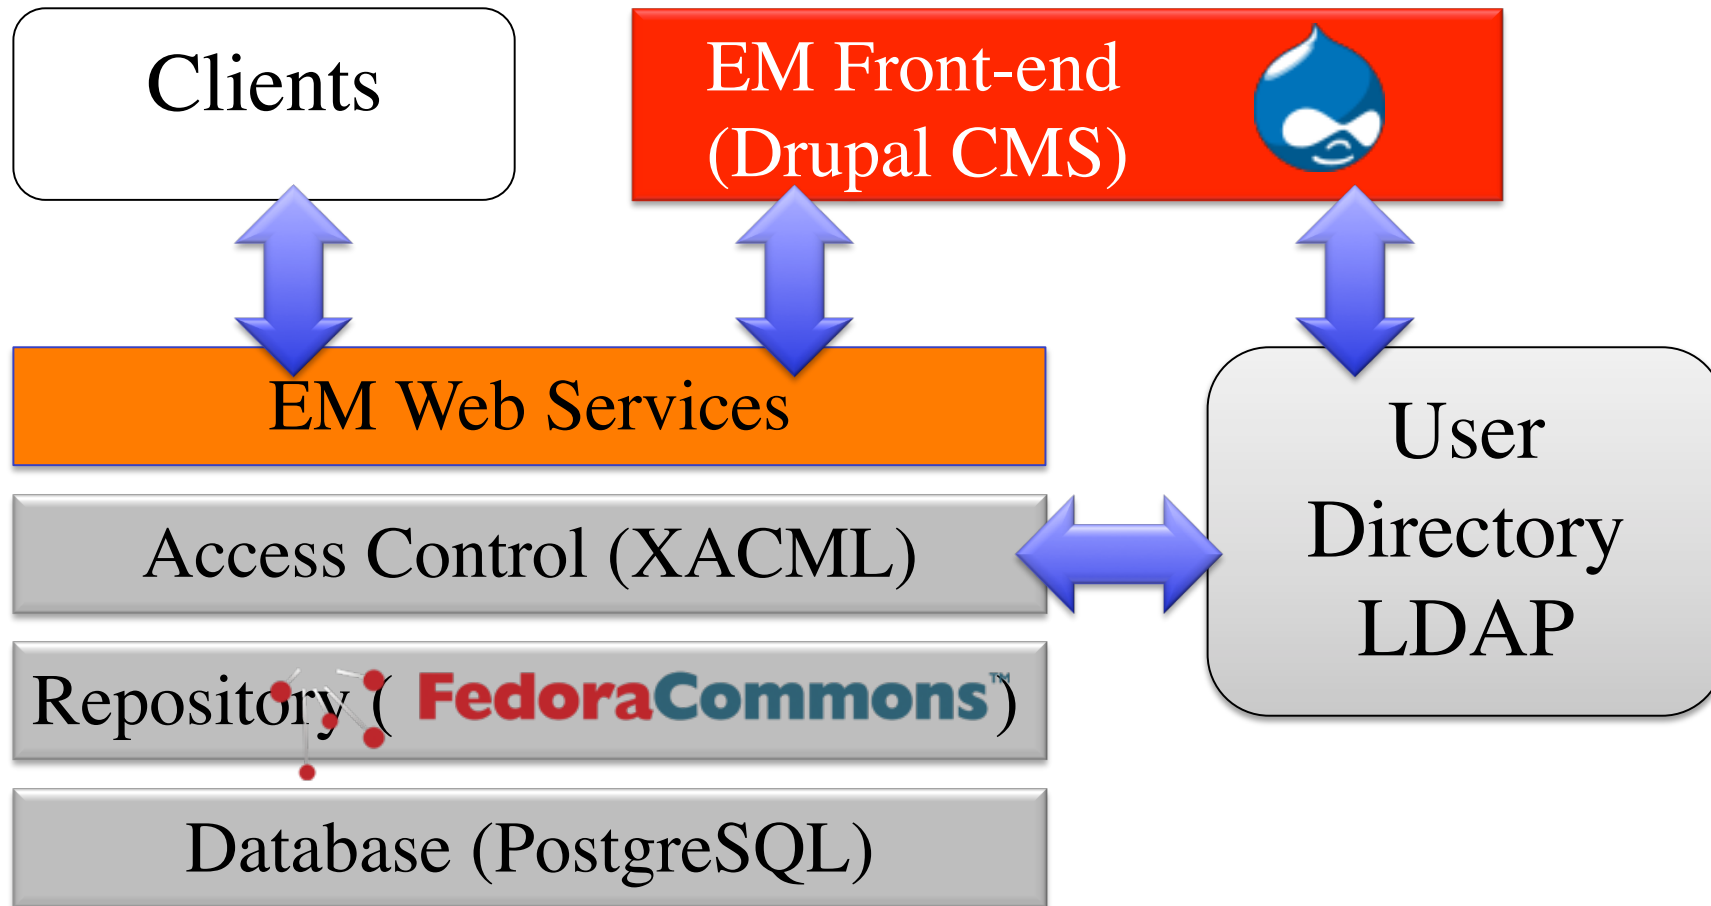 Clients
EM Front-end
(Drupal CMS)
EM Web Services
Access Control (XACML)
User
Directory
LDAP
Repository ( FedoraCommons™ )
Database (PostgreSQL)